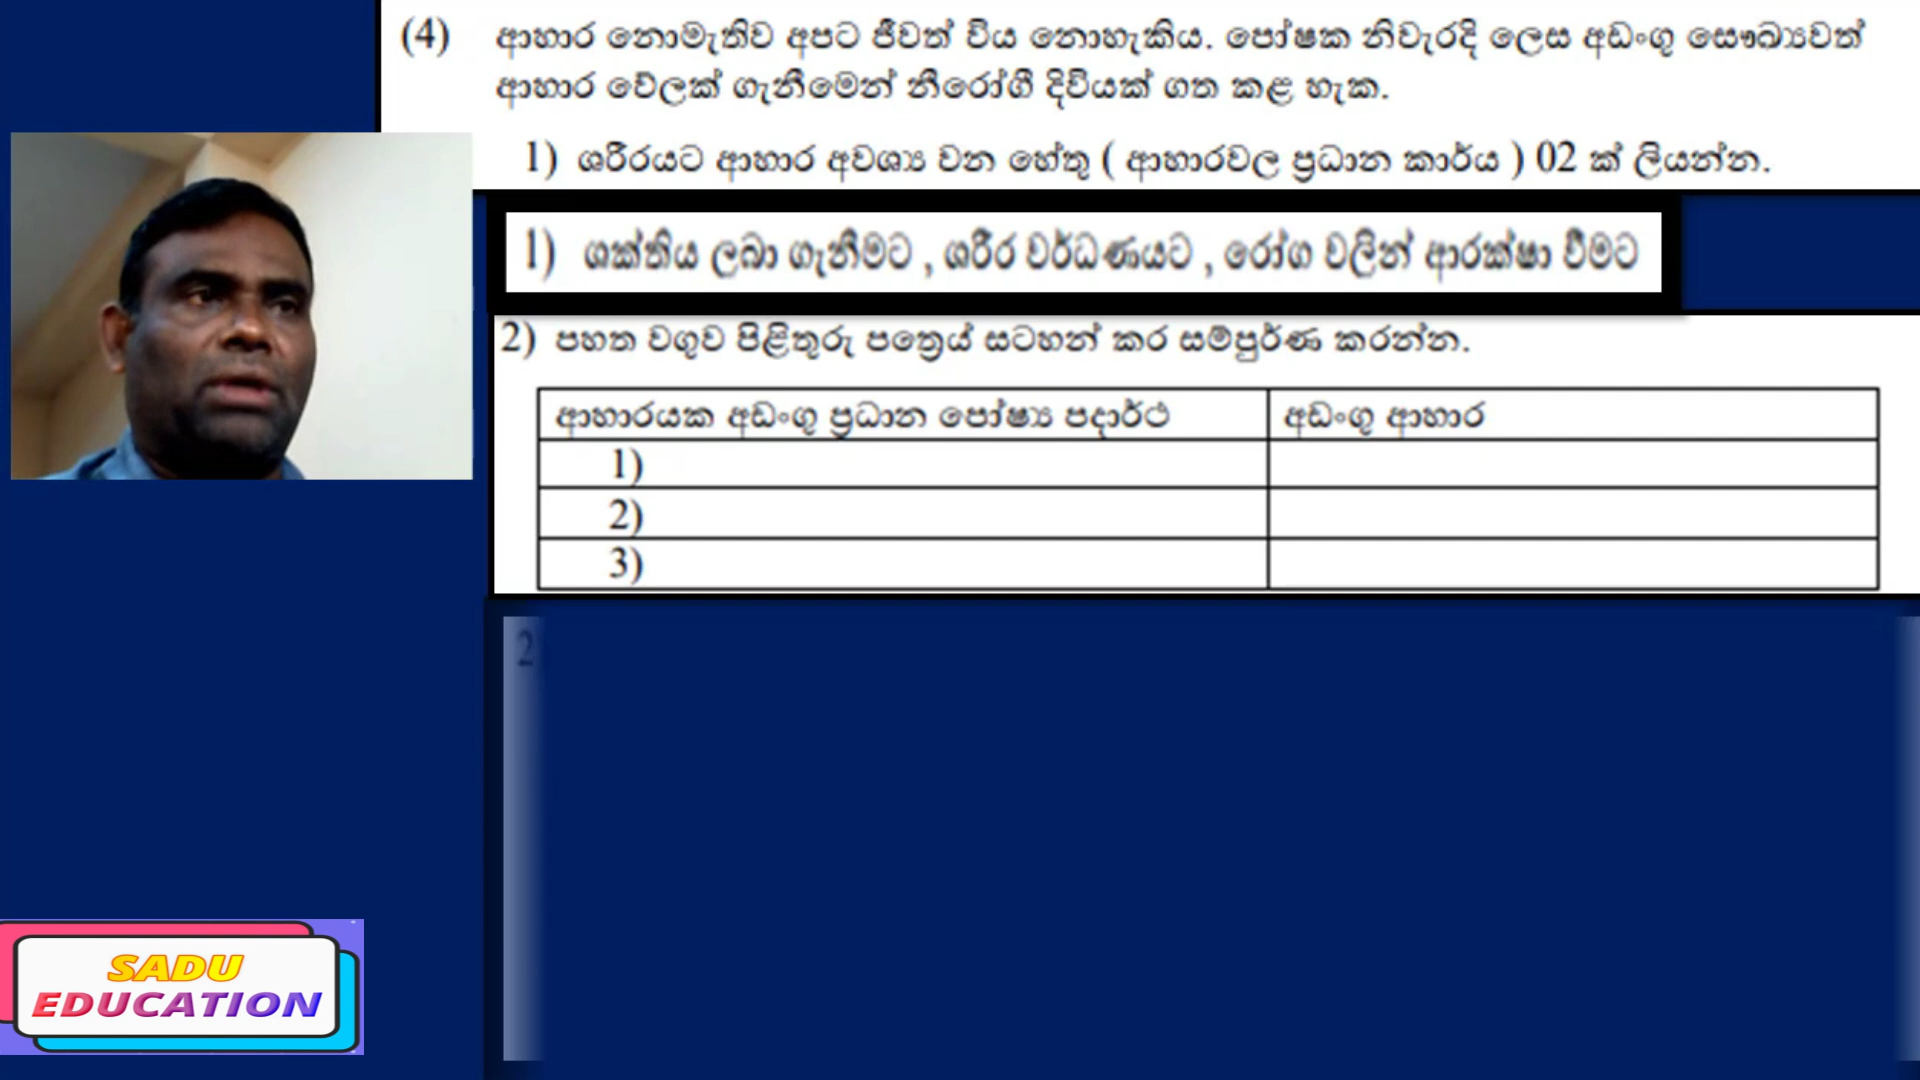 (4) ආහාර නොමැතිව අපට ජීවත් විය නොහැකිය. පෝෂක නිවැරදි ලෙස අඩංගු සෞඛ්‍යවත්
ආහාර වේලක් ගැනීමෙන් නීරෝගී දිවියක් ගත කළ හැක.
1) ශරීරයට ආහාර අවශ්‍ය වන හේතු ( ආහාරවල ප්‍රධාන කාර්ය ) 02 ක් ලියන්න.
1) ශක්තිය ලබා ගැනීමට , ශරීර වර්ධණයට , රෝග වලින් ආරක්ෂා වීමට
2) පහත වගුව පිළිතුරු පත්‍රෙය් සටහන් කර සම්පුර්ණ කරන්න.
ආහාරයක අඩංගු ප්‍රධාන පෝෂ්‍ය පදාර්ථ අඩංගු ආහාර
1)
2)
3)
2
SADU
EDUCATION